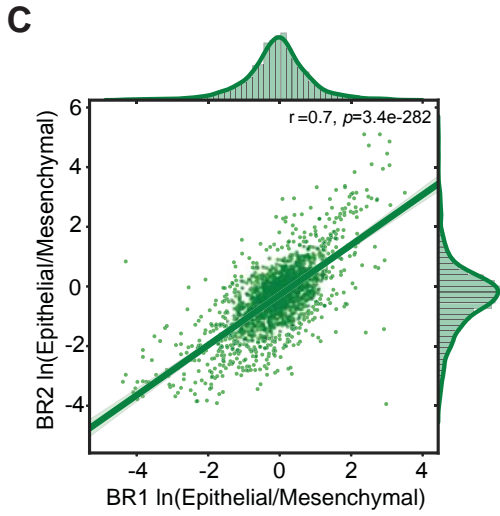 C
r=0.7, p=3.4e-282
6
4
2
0
-2
-4
BR2 ln(Epithelial/Mesenchymal)
-4 -2 0 2 4
BR1 ln(Epithelial/Mesenchymal)